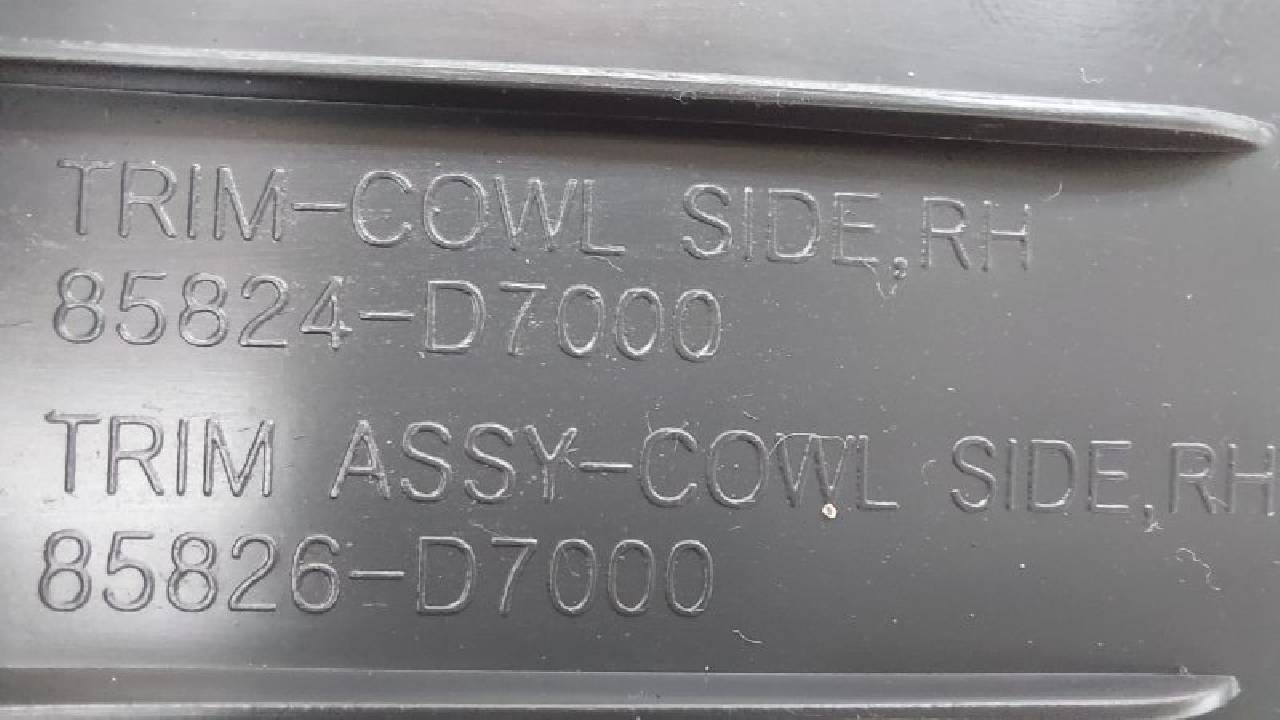 TRIM-COWL SIDE,RH
85824-D7000
TRIM ASSY-COWL SIDE,RH
85826-D7000